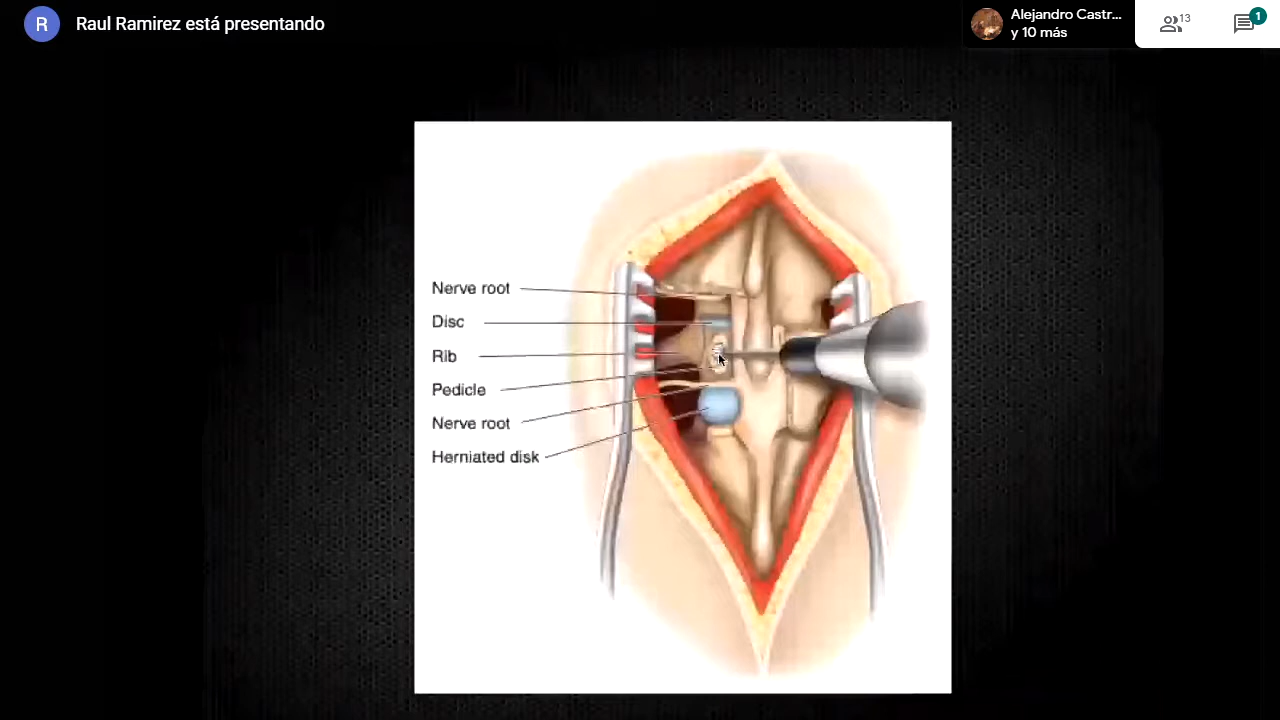 R
Raul Ramirez está presentando
Alejandro Castr...
y 10 más
13
1
Nerve root
Disc
Rib
Pedicle
Nerve root
Herniated disk